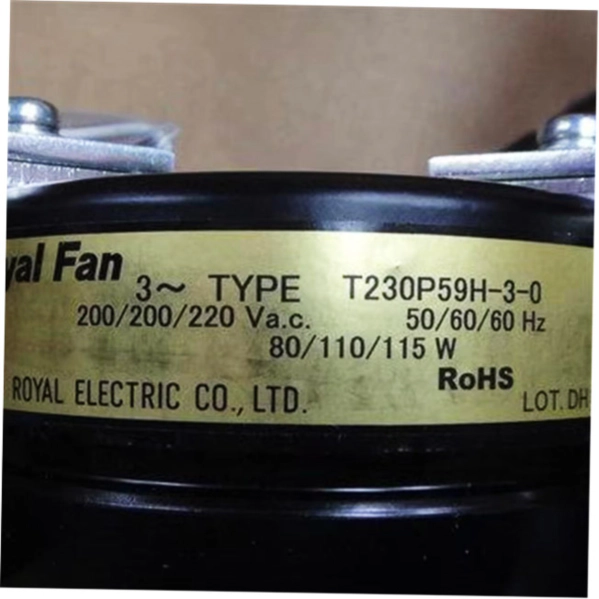 yal Fan
3~ TYPE T230P59H-3-0
200/200/220 Va.c. 50/60/60 Hz
80/110/115 W
RoHS
ROYAL ELECTRIC CO., LTD.
LOT. DH